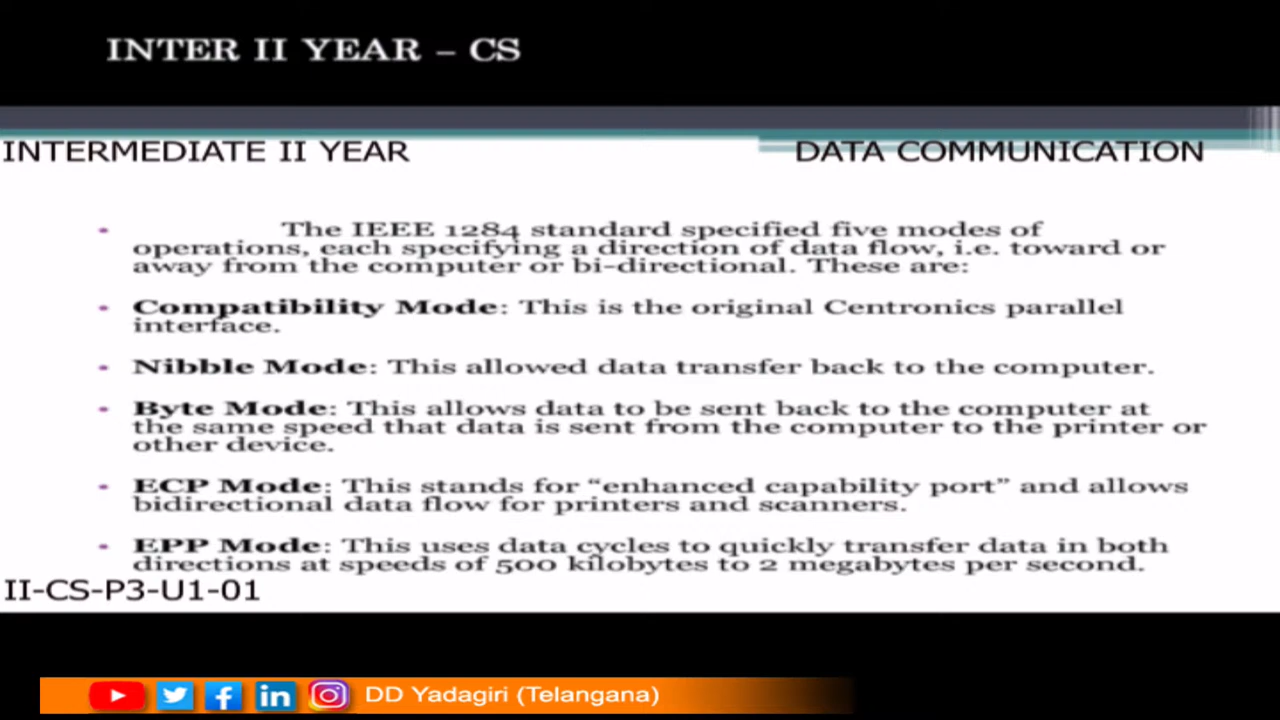 INTER II YEAR – CS
INTERMEDIATE II YEAR
DATA COMMUNICATION
• The IEEE 1284 standard specified five modes of
operations, each specifying a direction of data flow, i.e. toward or
away from the computer or bi-directional. These are:
• Compatibility Mode: This is the original Centronics parallel
interface.
• Nibble Mode: This allowed data transfer back to the computer.
• Byte Mode: This allows data to be sent back to the computer at
the same speed that data is sent from the computer to the printer or
other device.
• ECP Mode: This stands for “enhanced capability port” and allows
bidirectional data flow for printers and scanners.
• EPP Mode: This uses data cycles to quickly transfer data in both
directions at speeds of 500 kilobytes to 2 megabytes per second.
II-CS-P3-U1-01
DD Yadagiri (Telangana)